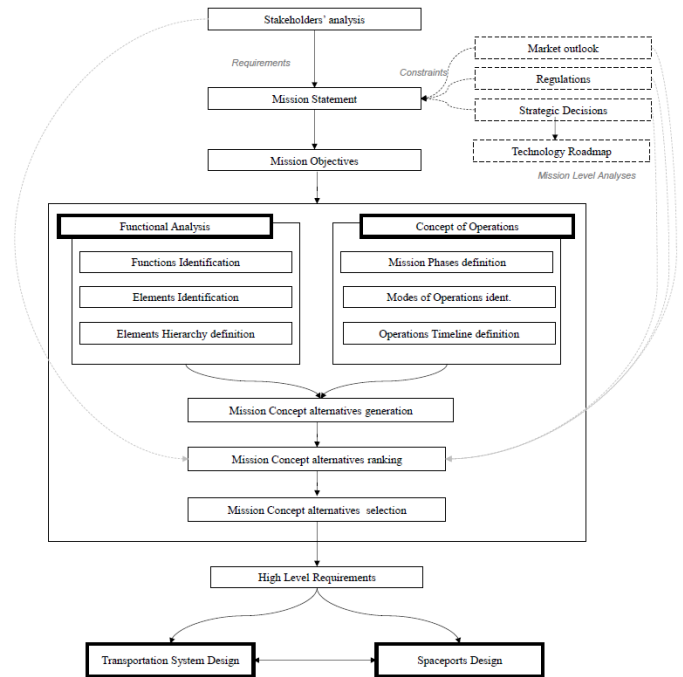 Stakeholders' analysis
Requirements
Constraints
Market outlook
Regulations
Mission Statement
Strategic Decisions
Technology Roadmap
Mission Objectives
Mission Level Analyses
Functional Analysis
Functions Identification
Elements Identification
Elements Hierarchy definition
Concept of Operations
Mission Phases definition
Modes of Operations ident.
Operations Timeline definition
Mission Concept alternatives generation
Mission Concept alternatives ranking
Mission Concept alternatives selection
High Level Requirements
Transportation System Design
Spaceports Design